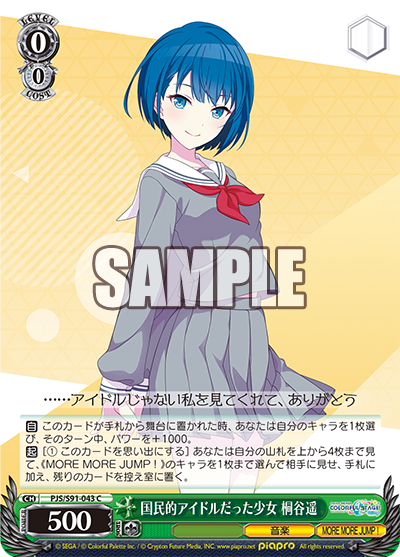 LEVEL
0
0
COST
SAMPLE
……アイドルじゃない私を見てくれて、ありがとう
自 このカードが手札から舞台に置かれた時、あなたは自分のキャラを1枚選
び、そのターン中、パワーを+1000。
起 [① このカードを思い出にする] あなたは自分の山札を上から4枚まで見
て、《MORE MORE JUMP！》のキャラを1枚まで選んで相手に見せ、手札に
加え、残りのカードを控え室に置く。
CH PJS/S91-043 C
500
国民的アイドルだった少女 桐谷遥
COLORFUL STAGE!
音楽
MORE MORE JUMP！
© SEGA / © Colorful Palette Inc. / © Crypton Future Media, INC. www.piapro.net piapro All rights reserved.